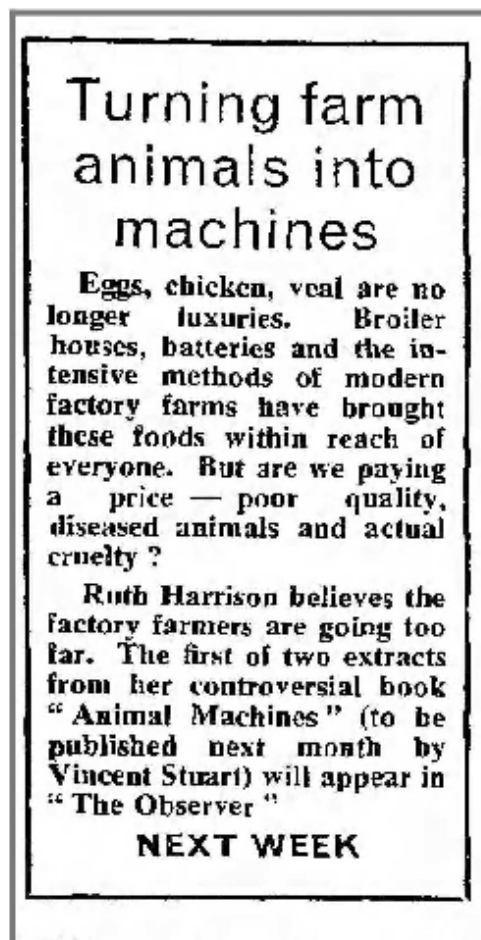 Turning farm
animals into
machines
Eggs, chicken, veal are no
longer luxuries. Broiler
houses, batteries and the in-
tensive methods of modern
factory farms have brought
these foods within reach of
everyone. But are we paying
a price — poor quality,
diseased animals and actual
cruelty ?
Ruth Harrison believes the
factory farmers are going too
far. The first of two extracts
from her controversial book
“ Animal Machines ” (to be
published next month by
Vincent Stuart) will appear in
“ The Observer ”
NEXT WEEK